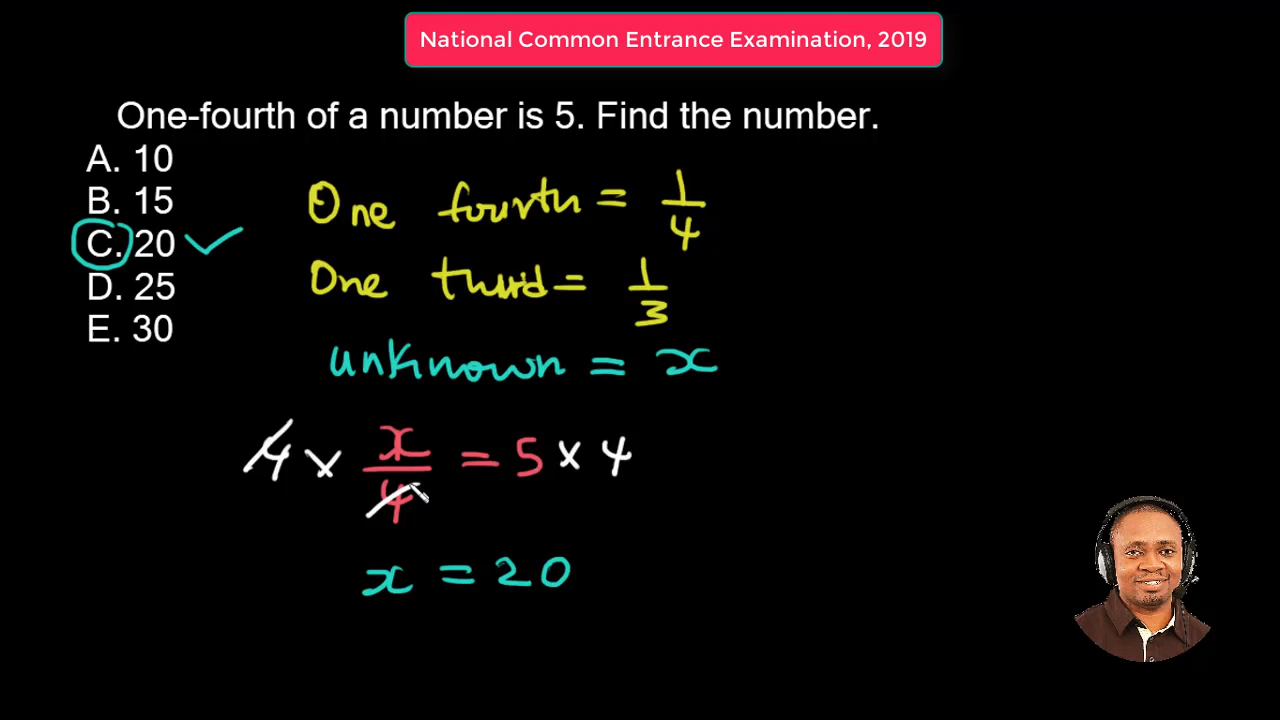 National Common Entrance Examination, 2019
One-fourth of a number is 5. Find the number.
A. 10
B. 15
C. 20 ✓
D. 25
E. 30
One fourth = 1/4
One third = 1/3
unknown = x
4 × x/4 = 5 × 4
x = 20